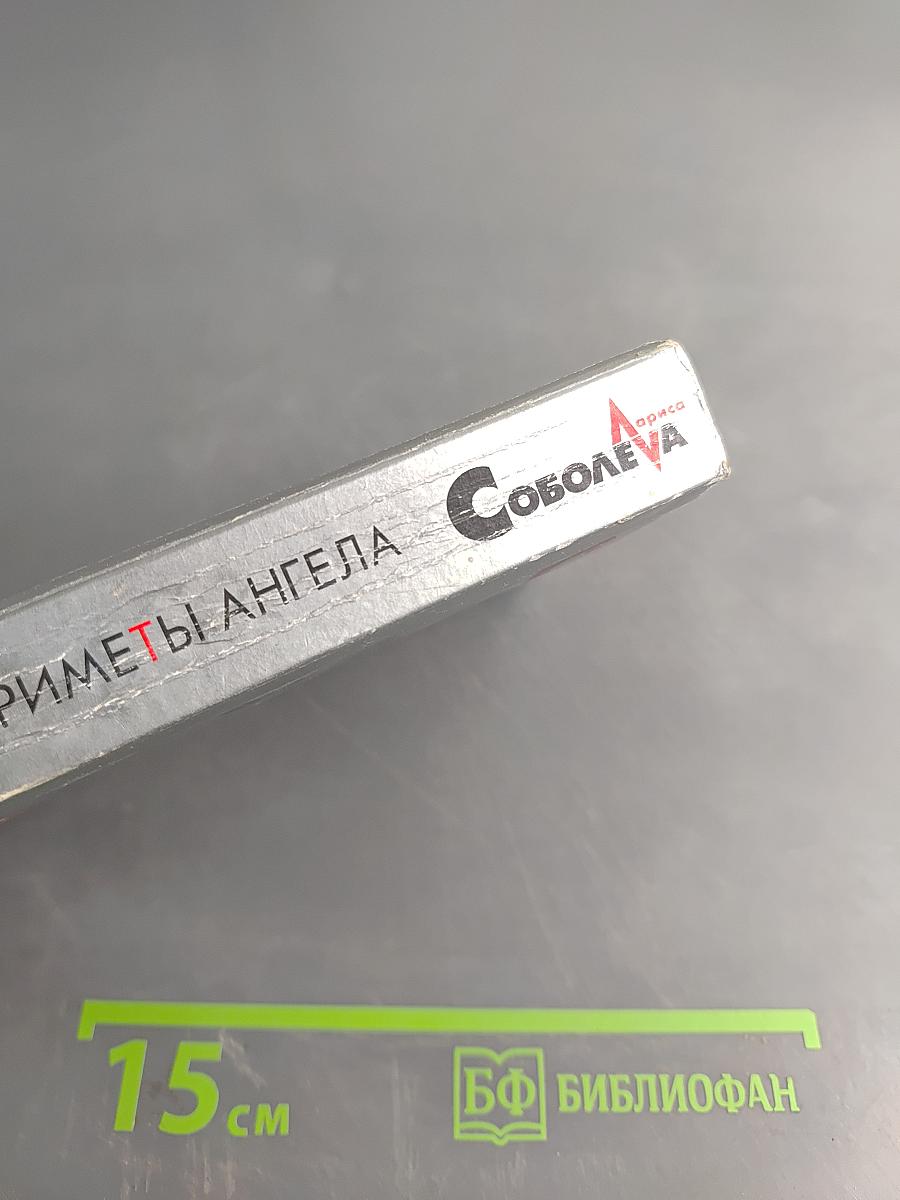 Лариса
СОБОЛЕVА
РИМЕТЫ АНГЕЛА
15 см
БФ БИБЛИОФАН